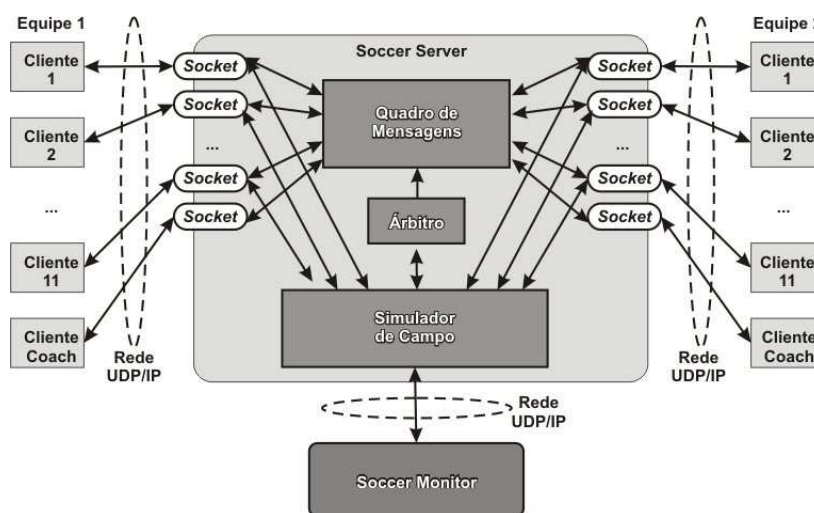 Equipe 1
Cliente
1
Cliente
2
...
Cliente
11
Cliente
Coach
Rede
UDP/IP
Socket
Socket
...
Socket
Socket
Soccer Server
Quadro de
Mensagens
Árbitro
Simulador
de Campo
Socket
Socket
...
Socket
Socket
Equipe 2
Cliente
1
Cliente
2
...
Cliente
11
Cliente
Coach
Rede
UDP/IP
Rede
UDP/IP
Soccer Monitor